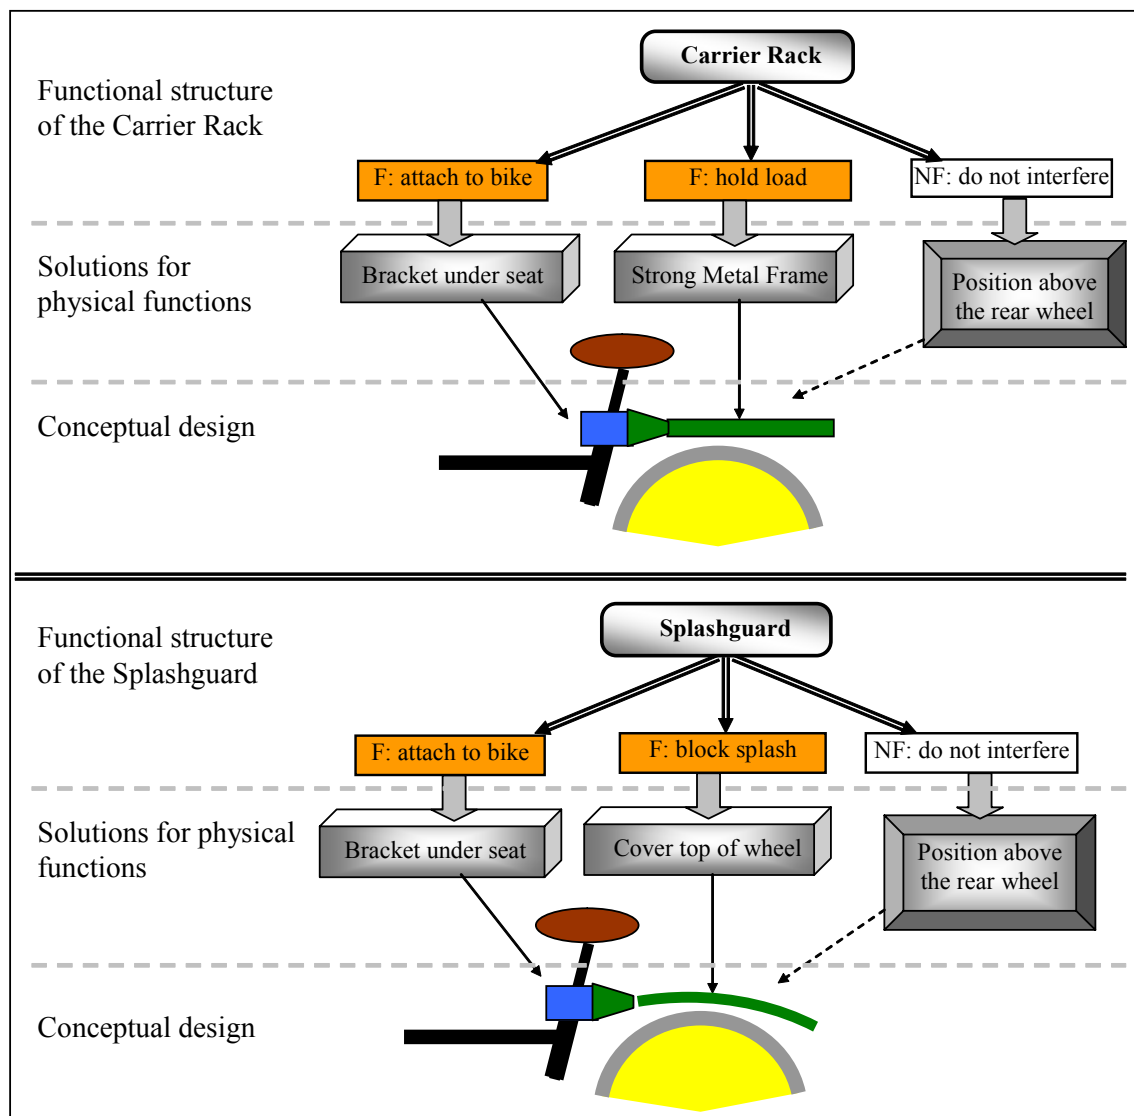 Carrier Rack
Functional structure
of the Carrier Rack
F: attach to bike
F: hold load
NF: do not interfere
Solutions for
physical functions
Bracket under seat
Strong Metal Frame
Position above
the rear wheel
Conceptual design
Splashguard
Functional structure
of the Splashguard
F: attach to bike
F: block splash
NF: do not interfere
Solutions for physical
functions
Bracket under seat
Cover top of wheel
Position above
the rear wheel
Conceptual design